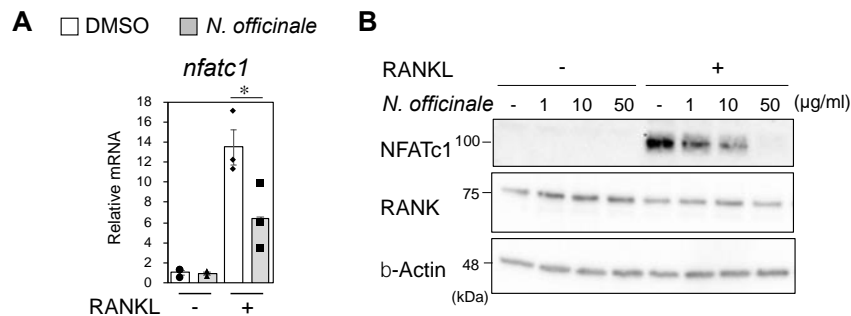 A
DMSO
N. officinale
nfatc1
*
Relative mRNA
18
16
14
12
10
8
6
4
2
0
RANKL - +
B
RANKL - +
N. officinale - 1 10 50 - 1 10 50 (µg/ml)
NFATc1 100
RANK 75
b-Actin 48
(kDa)